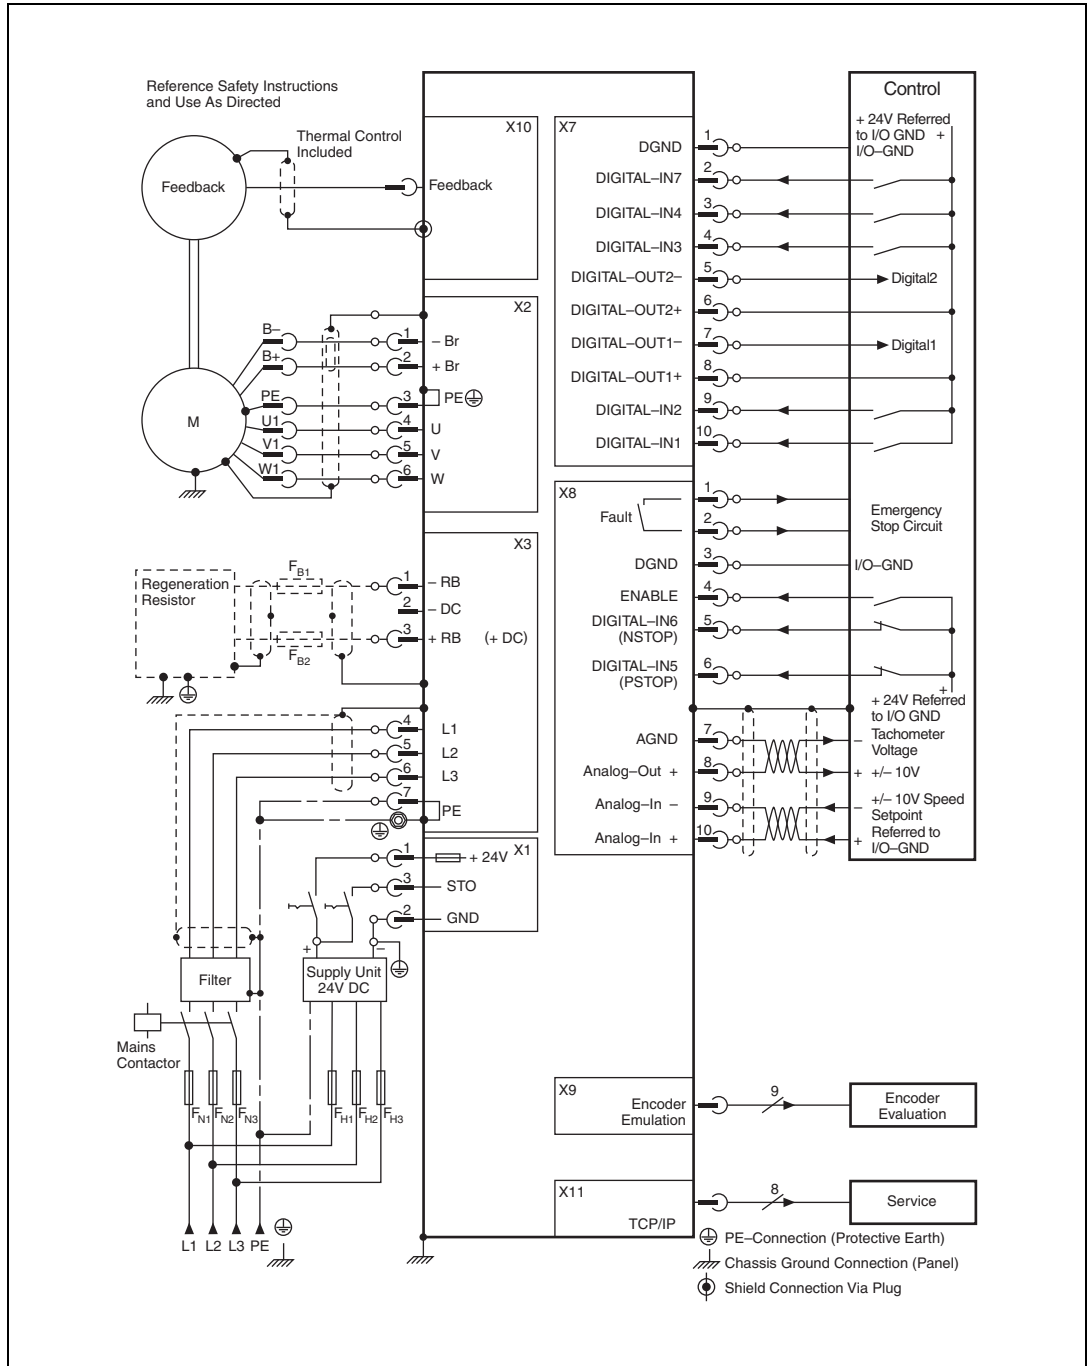 Reference Safety Instructions
and Use As Directed
Feedback
Thermal Control
Included
X10
Feedback
X2
B–
B+
PE
U1
V1
W1
M
1
– Br
2
+ Br
3
PE
4
U
5
V
6
W
X3
Regeneration
Resistor
FB1
FB2
1
– RB
2
– DC
3
+ RB (+ DC)
4
L1
5
L2
6
L3
7
PE
X1
1
+ 24V
3
STO
2
GND
+
–
Filter
Supply Unit
24V DC
Mains
Contactor
FN1
FN2
FN3
FH1
FH2
FH3
L1 L2 L3 PE
X7
DGND
1
DIGITAL–IN7
2
DIGITAL–IN4
3
DIGITAL–IN3
4
DIGITAL–OUT2–
5
DIGITAL–OUT2+
6
DIGITAL–OUT1–
7
DIGITAL–OUT1+
8
DIGITAL–IN2
9
DIGITAL–IN1
10
Control
+ 24V Referred
to I/O GND +
I/O–GND
Digital2
Digital1
X8
Fault
1
2
DGND
3
ENABLE
4
DIGITAL–IN6
(NSTOP)
5
DIGITAL–IN5
(PSTOP)
6
AGND
7
Analog–Out +
8
Analog–In –
9
Analog–In +
10
Emergency
Stop Circuit
I/O–GND
+
+ 24V Referred
to I/O GND
– Tachometer
Voltage
+ +/– 10V
– +/– 10V Speed
Setpoint
Referred to
+ I/O–GND
X9
Encoder
Emulation
9
Encoder
Evaluation
X11
TCP/IP
8
Service
PE–Connection (Protective Earth)
Chassis Ground Connection (Panel)
Shield Connection Via Plug